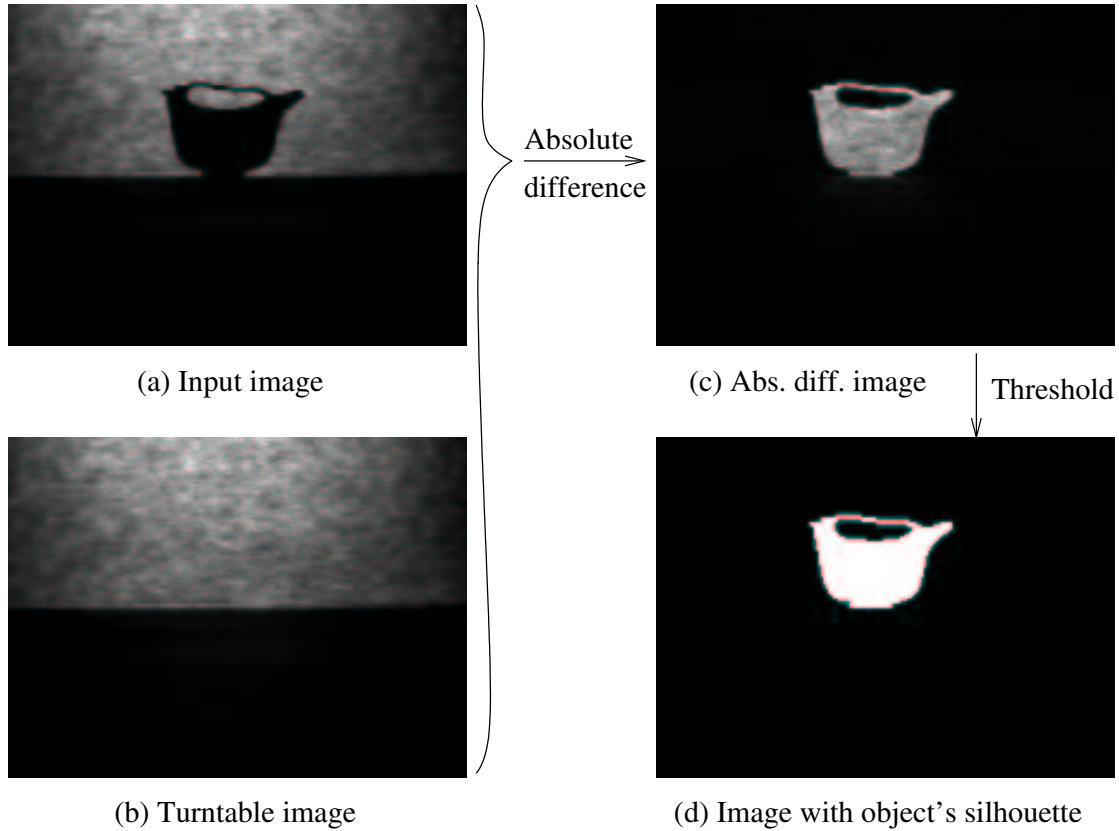 Absolute
difference
(a) Input image
(c) Abs. diff. image
Threshold
(b) Turntable image
(d) Image with object's silhouette